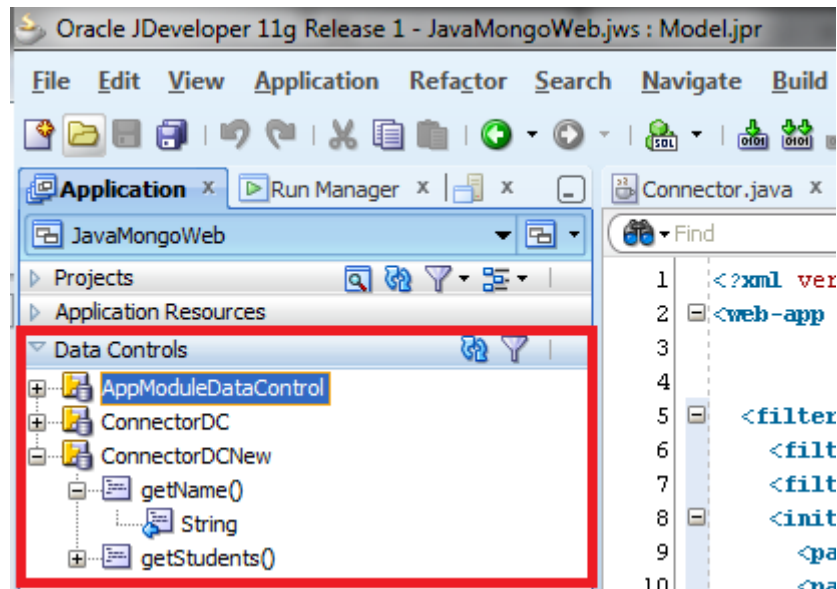 Oracle JDeveloper 11g Release 1 - JavaMongoWeb.jws : Model.jpr
File Edit View Application Refactor Search Navigate Build
Application x Run Manager x x Connector.java x
JavaMongoWeb Find
Projects
Application Resources
Data Controls
AppModuleDataControl
ConnectorDC
ConnectorDCNew
getName()
String
getStudents()
1 <?xml ver
2 <web-app
3
4
5 <filter
6 <filt
7 <filt
8 <init
9 <pa
10 <pa